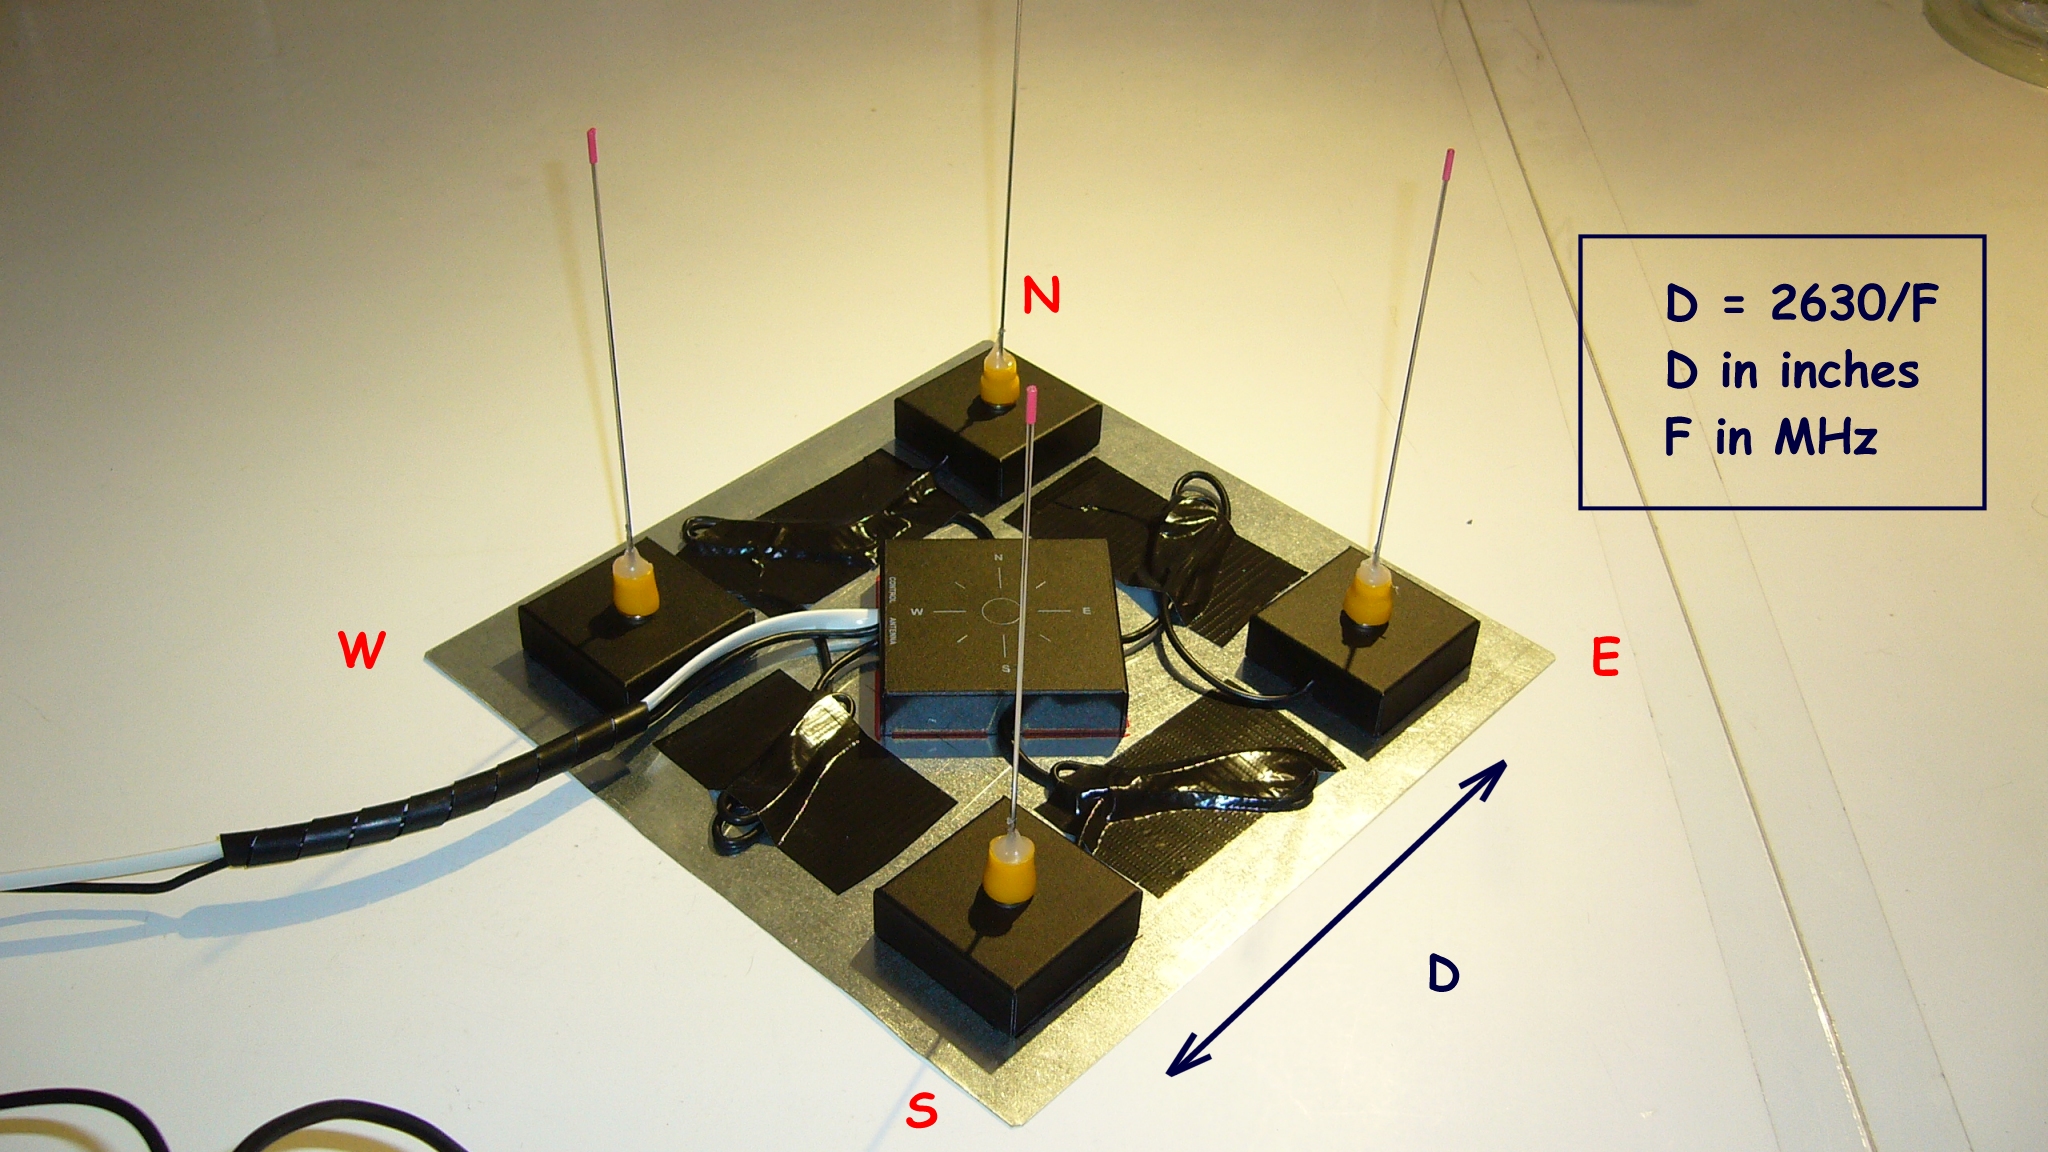 N
D = 2630/F
D in inches
F in MHz
N
W
E
S
CONTROL
ANTENNA
W
E
D
S